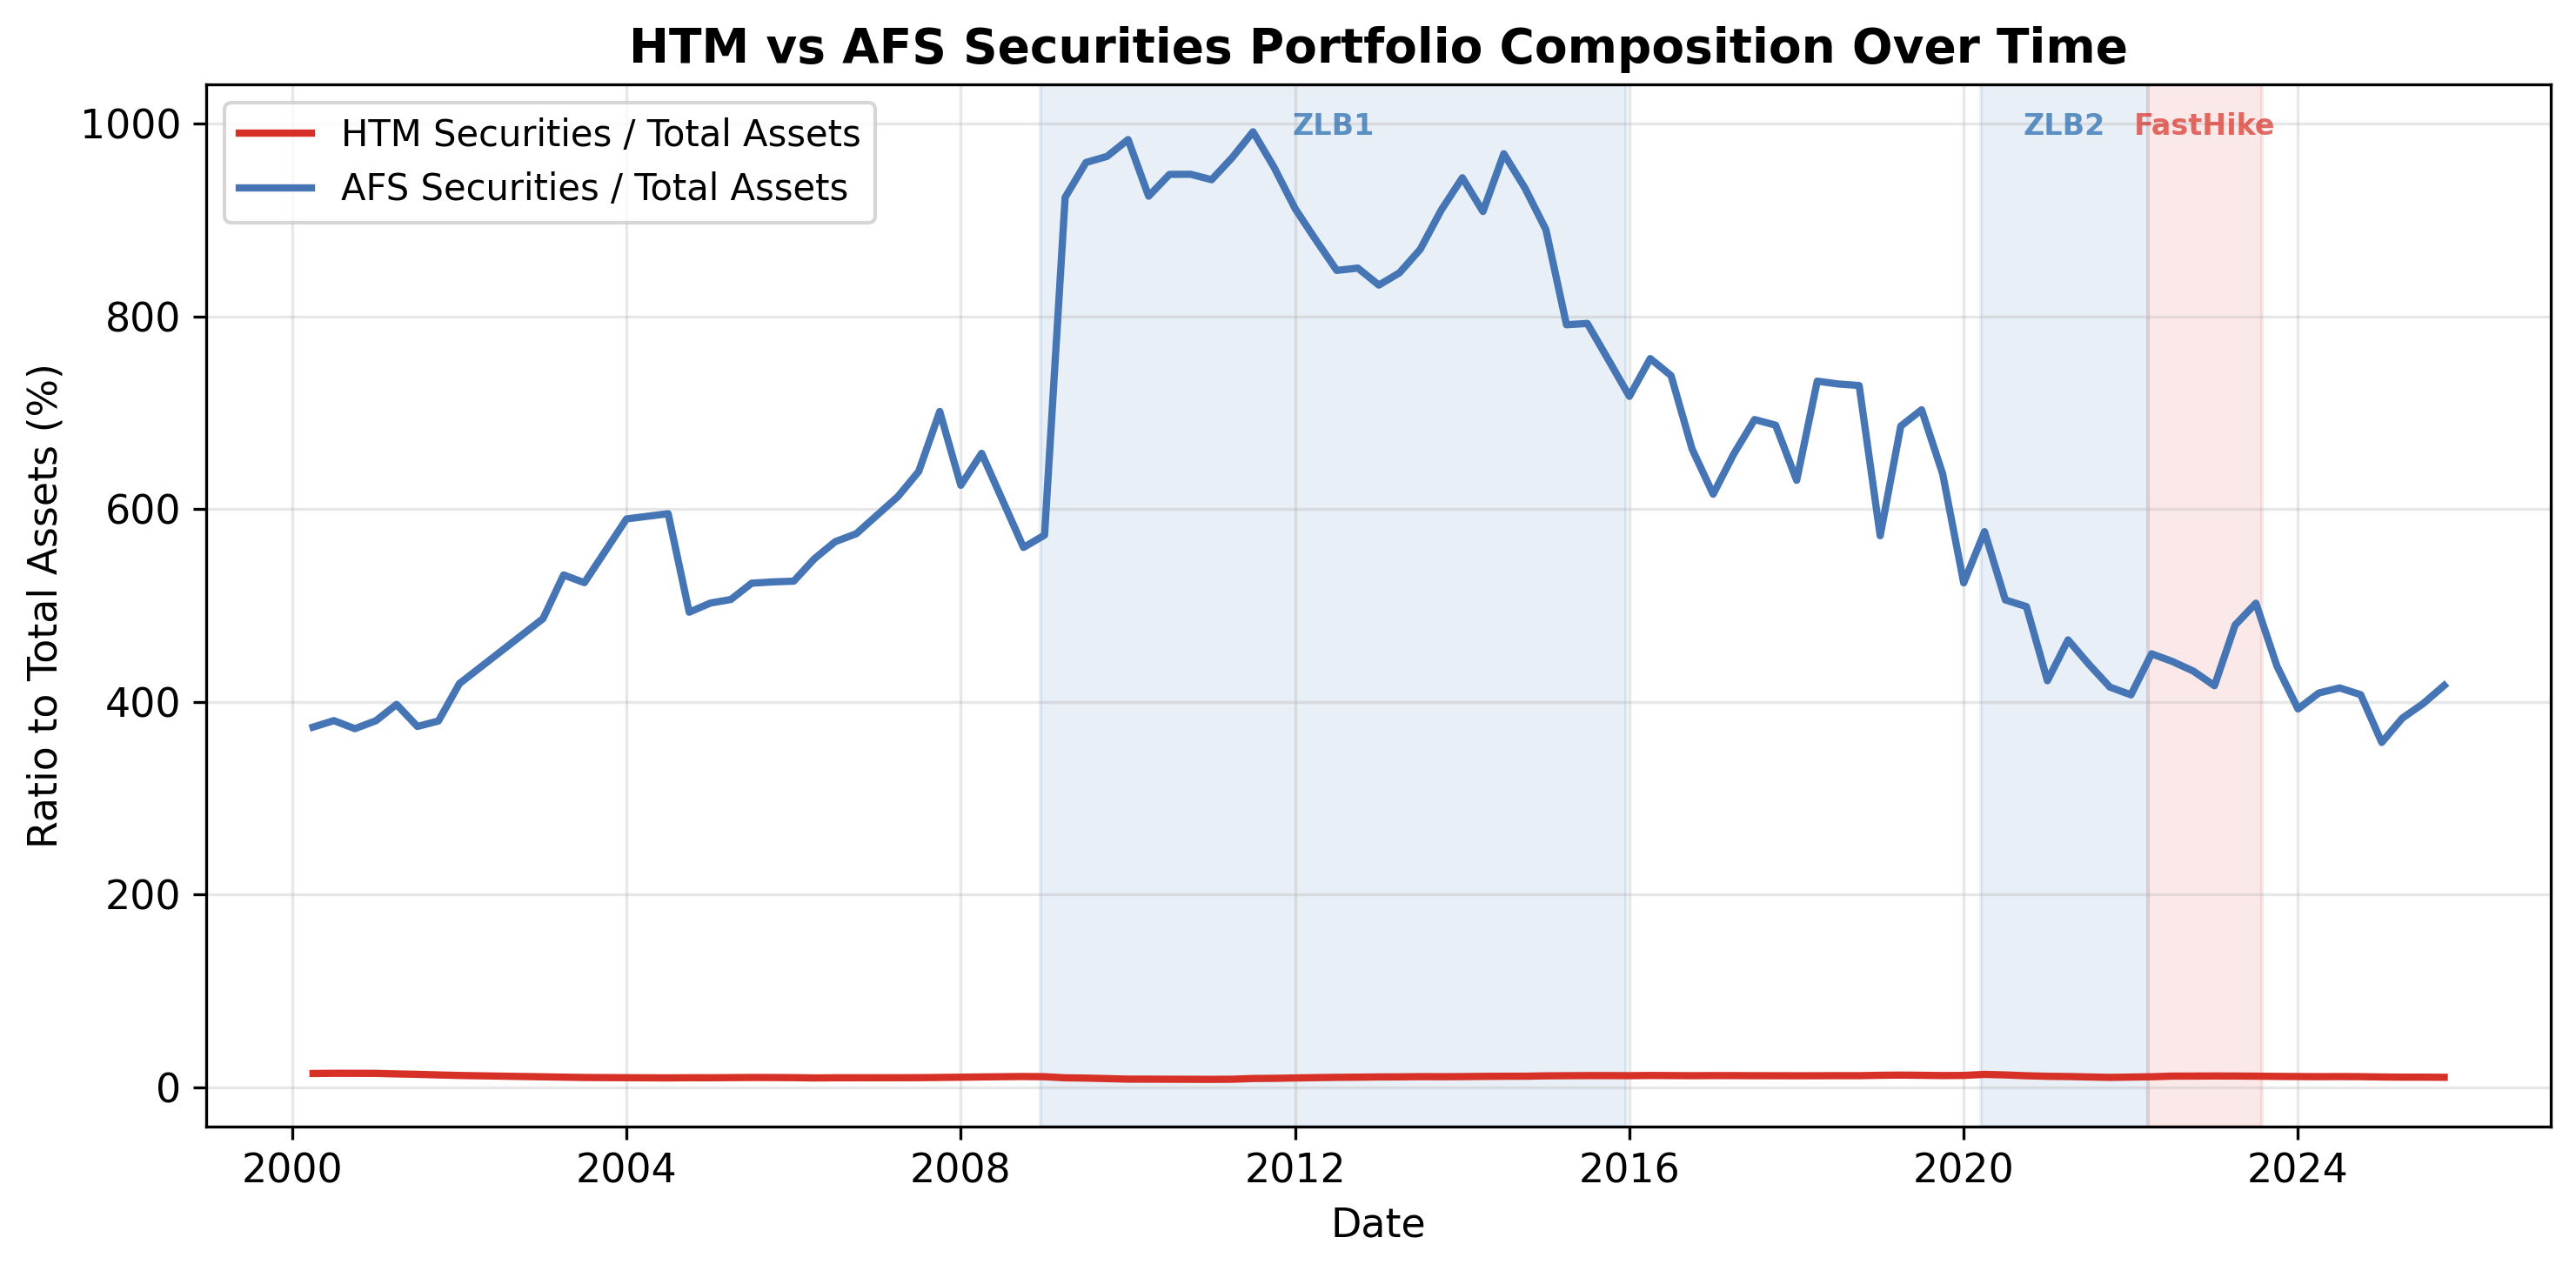 HTM vs AFS Securities Portfolio Composition Over Time
HTM Securities / Total Assets
AFS Securities / Total Assets
ZLB1
ZLB2
FastHike
Ratio to Total Assets (%)
1000
800
600
400
200
0
2000
2004
2008
2012
2016
2020
2024
Date